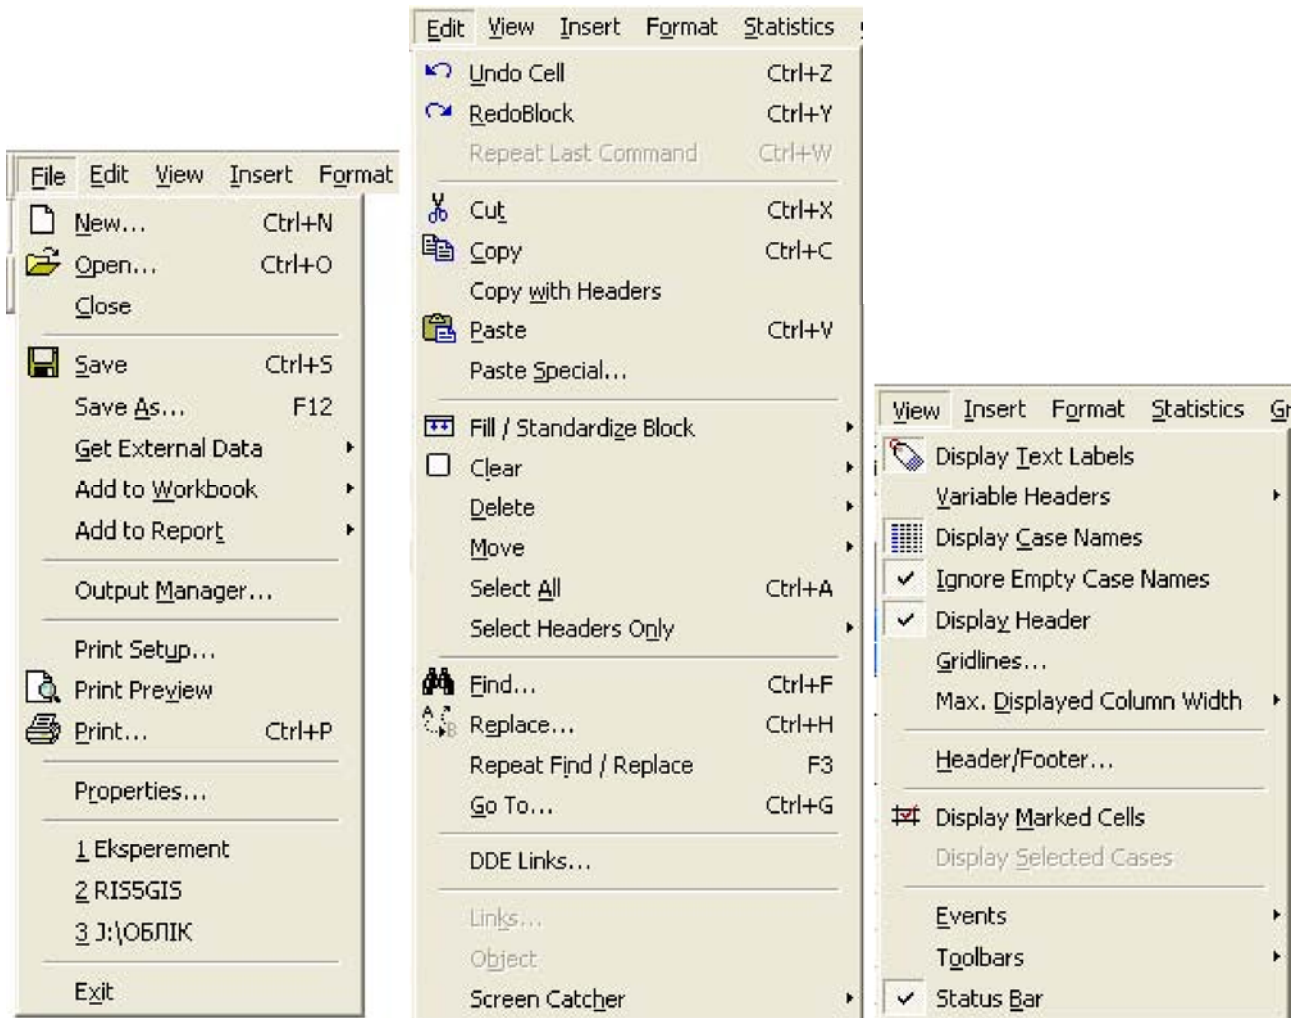 File Edit View Insert Format
New... Ctrl+N
Open... Ctrl+O
Close
Save Ctrl+S
Save As... F12
Get External Data
Add to Workbook
Add to Report
Output Manager...
Print Setup...
Print Preview
Print... Ctrl+P
Properties...
1 Eksperement
2 RIS5GIS
3 J:\ОБЛІК
Exit
Edit View Insert Format Statistics
Undo Cell Ctrl+Z
RedoBlock Ctrl+Y
Repeat Last Command Ctrl+W
Cut Ctrl+X
Copy Ctrl+C
Copy with Headers
Paste Ctrl+V
Paste Special...
Fill / Standardize Block
Clear
Delete
Move
Select All Ctrl+A
Select Headers Only
Find... Ctrl+F
Replace... Ctrl+H
Repeat Find / Replace F3
Go To... Ctrl+G
DDE Links...
Links...
Object
Screen Catcher
View Insert Format Statistics Gr
Display Text Labels
Variable Headers
Display Case Names
Ignore Empty Case Names
Display Header
Gridlines...
Max. Displayed Column Width
Header/Footer...
Display Marked Cells
Display Selected Cases
Events
Toolbars
Status Bar